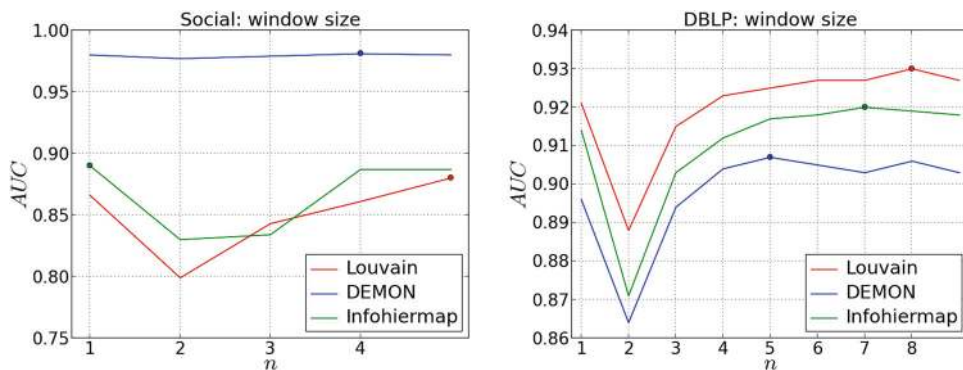 Social: window size
1.00
0.95
0.90
0.85
0.80
0.75
AUC
1 2 3 4
n
Louvain
DEMON
Infohiermap
DBLP: window size
0.94
0.93
0.92
0.91
0.90
0.89
0.88
0.87
0.86
AUC
1 2 3 4 5 6 7 8
n
Louvain
DEMON
Infohiermap